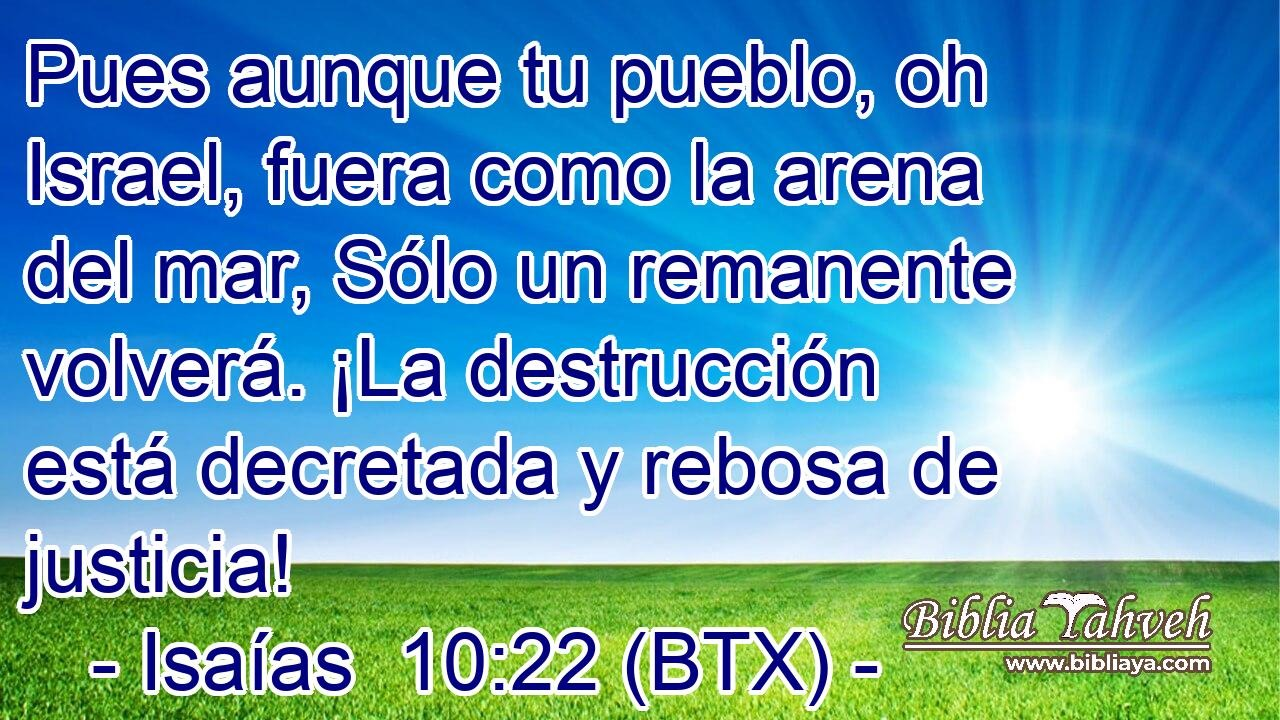 Pues aunque tu pueblo, oh
Israel, fuera como la arena
del mar, Sólo un remanente
volverá. ¡La destrucción
está decretada y rebosa de
justicia!
- Isaías 10:22 (BTX) -
Biblia Yahveh
www.bibliaya.com